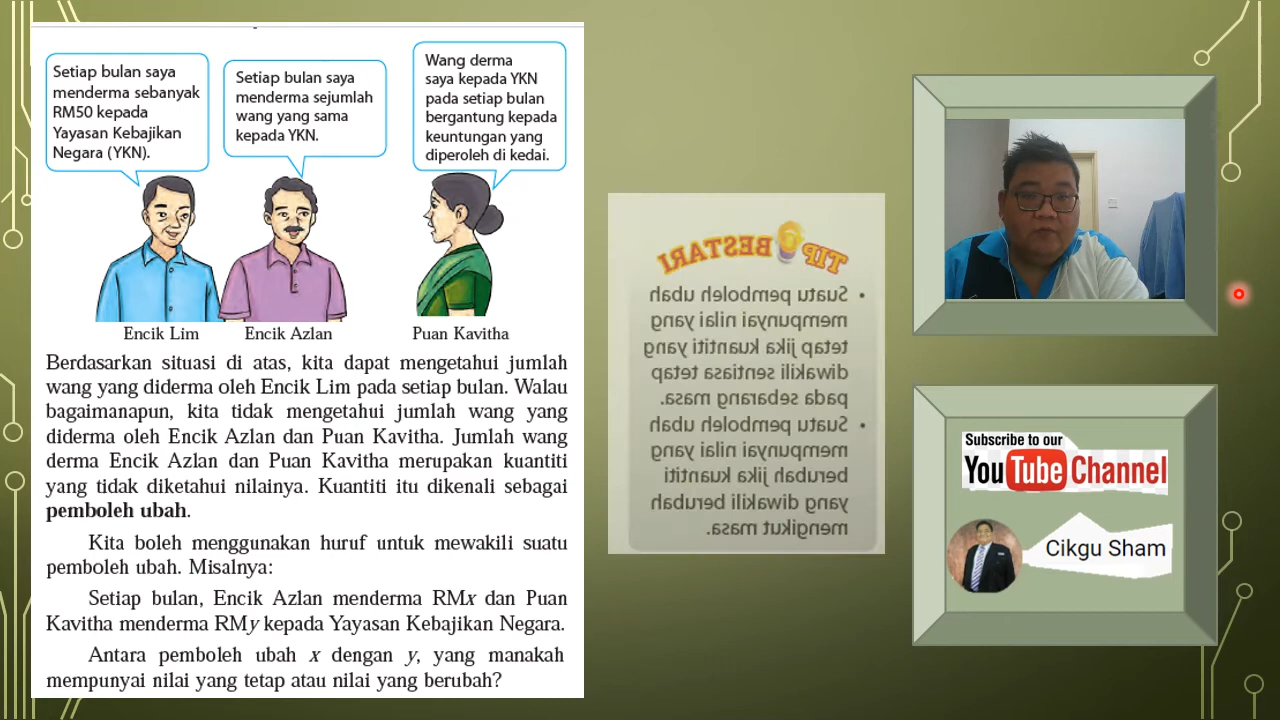 Setiap bulan saya
menderma sebanyak
RM50 kepada
Yayasan Kebajikan
Negara (YKN).
Setiap bulan saya
menderma sejumlah
wang yang sama
kepada YKN.
Wang derma
saya kepada YKN
pada setiap bulan
bergantung kepada
keuntungan yang
diperoleh di kedai.
Encik Lim
Encik Azlan
Puan Kavitha
Berdasarkan situasi di atas, kita dapat mengetahui jumlah
wang yang diderma oleh Encik Lim pada setiap bulan. Walau
bagaimanapun, kita tidak mengetahui jumlah wang yang
diderma oleh Encik Azlan dan Puan Kavitha. Jumlah wang
derma Encik Azlan dan Puan Kavitha merupakan kuantiti
yang tidak diketahui nilainya. Kuantiti itu dikenali sebagai
pemboleh ubah.
Kita boleh menggunakan huruf untuk mewakili suatu
pemboleh ubah. Misalnya:
Setiap bulan, Encik Azlan menderma RMx dan Puan
Kavitha menderma RMy kepada Yayasan Kebajikan Negara.
Antara pemboleh ubah x dengan y, yang manakah
mempunyai nilai yang tetap atau nilai yang berubah?
TIP BESTARI
• Suatu pemboleh ubah
mempunyai nilai yang
tetap jika kuantiti yang
diwakili sentiasa tetap
pada sebarang masa.
• Suatu pemboleh ubah
mempunyai nilai yang
berubah jika kuantiti
yang diwakili berubah
mengikut masa.
Subscribe to our
YouTube Channel
Cikgu Sham